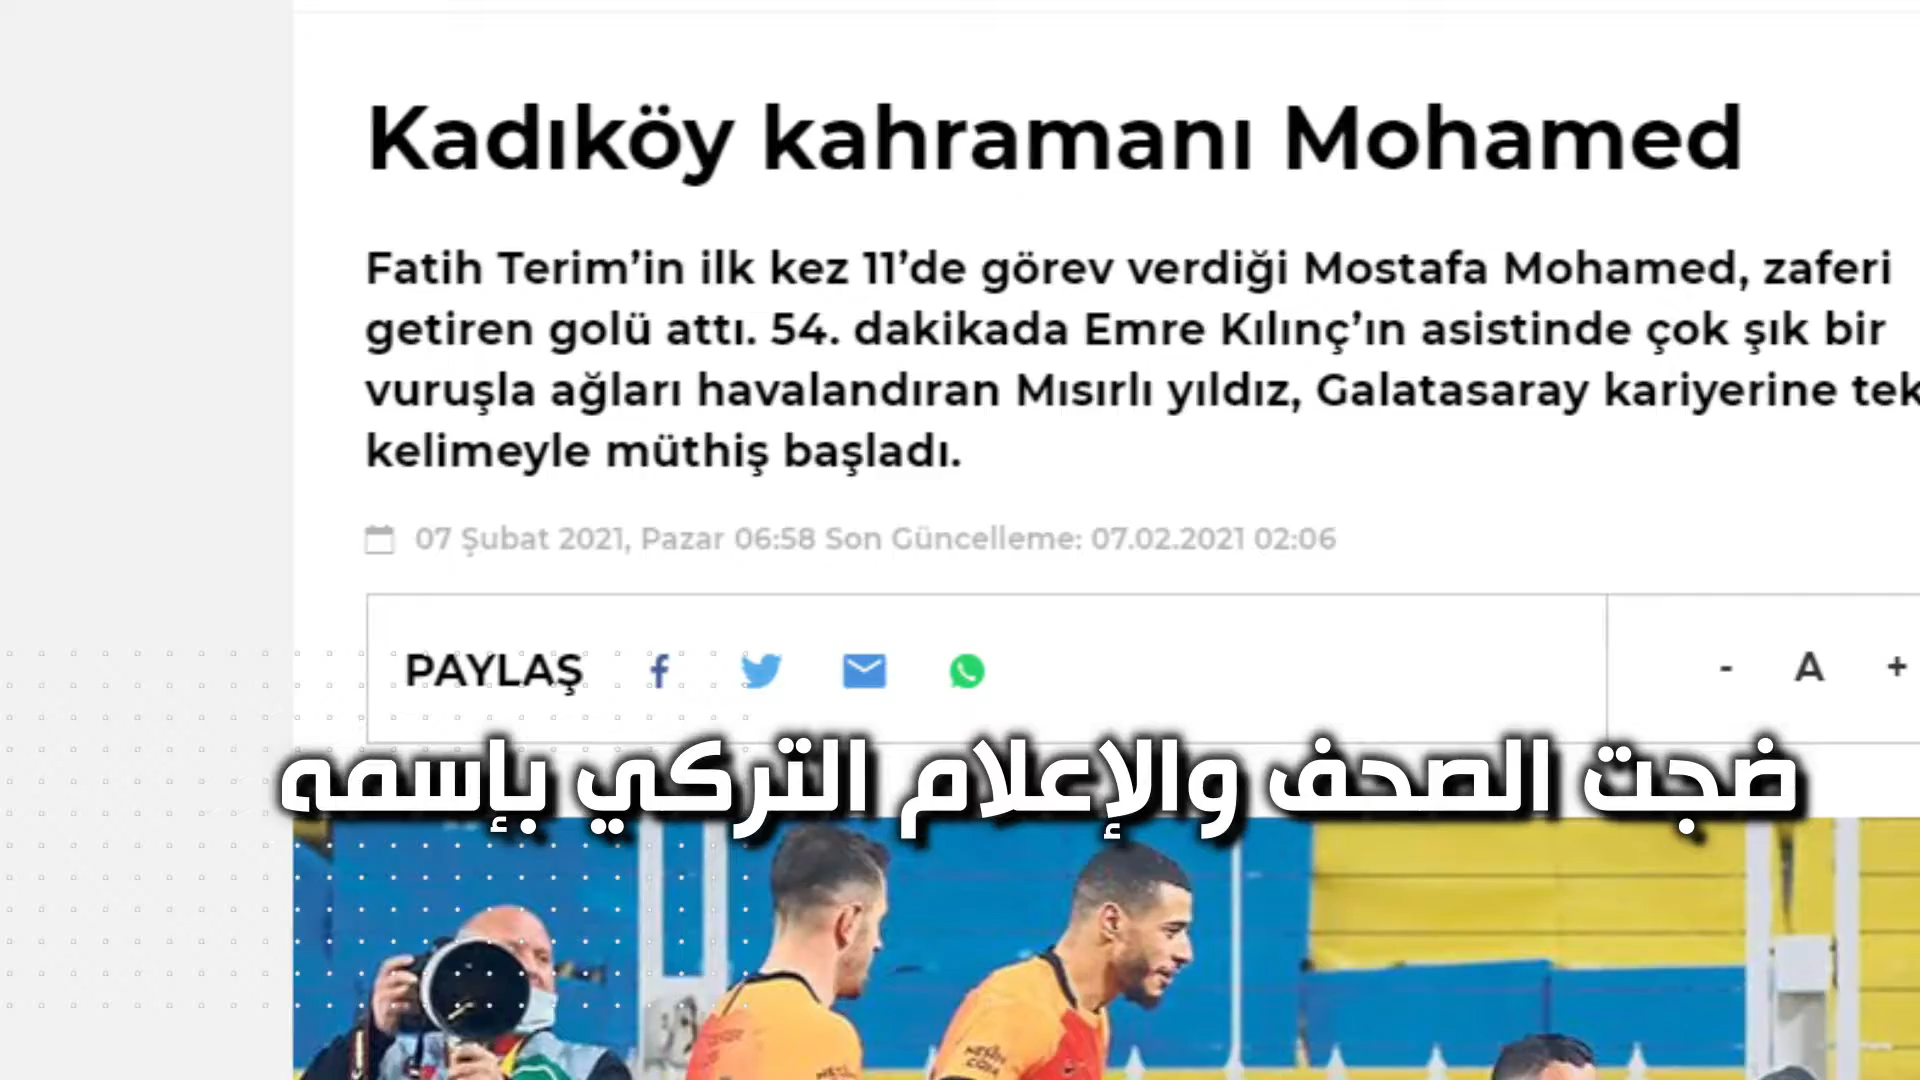 Kadıköy kahramanı Mohamed
Fatih Terim’in ilk kez 11’de görev verdiği Mostafa Mohamed, zaferi
getiren golü attı. 54. dakikada Emre Kılınç’ın asistinde çok şık bir
vuruşla ağları havalandıran Mısırlı yıldız, Galatasaray kariyerine tek
kelimeyle müthiş başladı.
07 Şubat 2021, Pazar 06:58 Son Güncelleme: 07.02.2021 02:06
PAYLAŞ
- A +
ضجت الصحف والإعلام التركي بإسمه